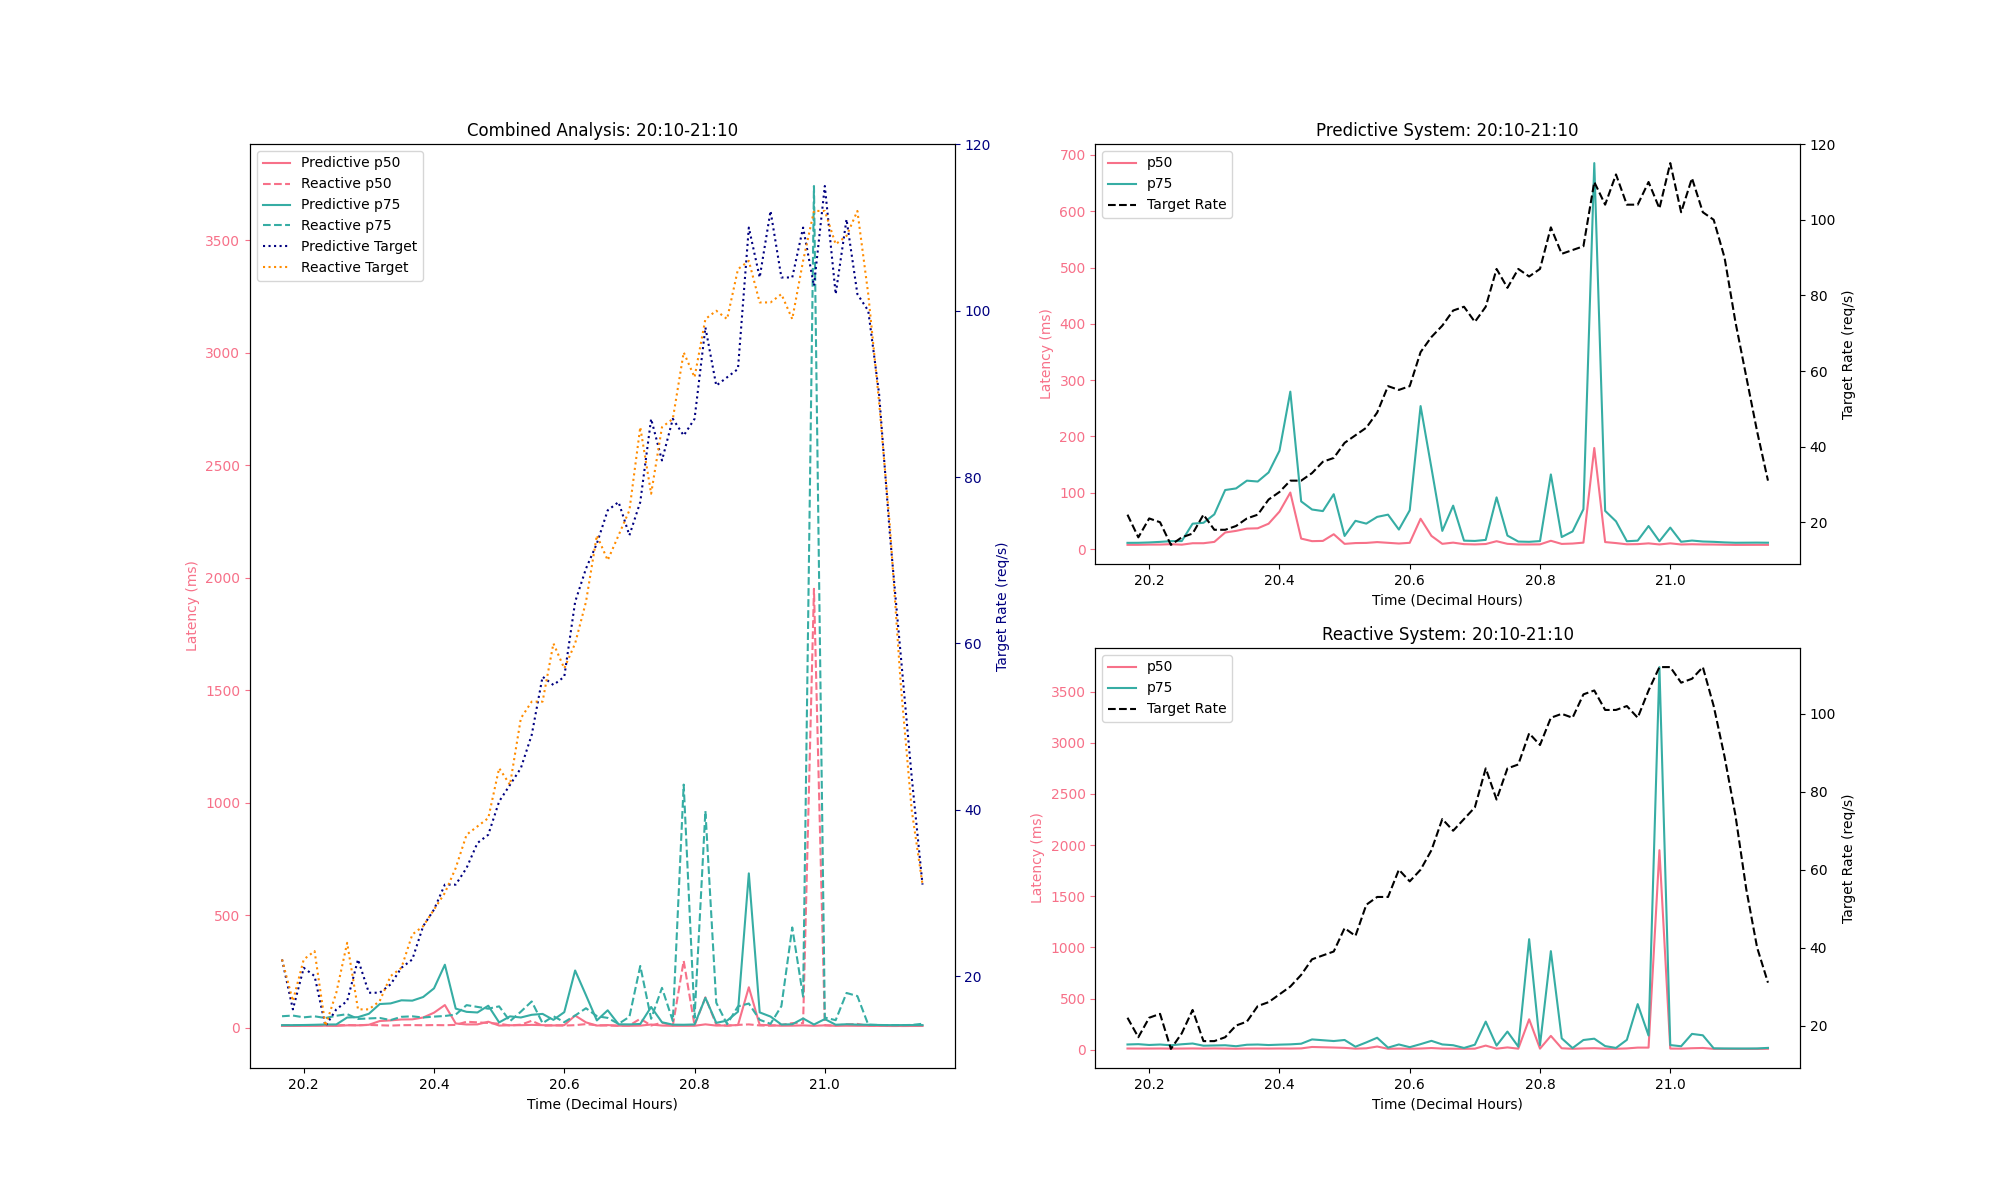 Combined Analysis: 20:10-21:10
Predictive p50
Reactive p50
Predictive p75
Reactive p75
Predictive Target
Reactive Target
Latency (ms)
3500
3000
2500
2000
1500
1000
500
0
120
100
80
60
40
20
Target Rate (req/s)
20.2 20.4 20.6 20.8 21.0
Time (Decimal Hours)
Predictive System: 20:10-21:10
p50
p75
Target Rate
Latency (ms)
700
600
500
400
300
200
100
0
120
100
80
60
40
20
Target Rate (req/s)
20.2 20.4 20.6 20.8 21.0
Time (Decimal Hours)
Reactive System: 20:10-21:10
p50
p75
Target Rate
Latency (ms)
3500
3000
2500
2000
1500
1000
500
0
100
80
60
40
20
Target Rate (req/s)
20.2 20.4 20.6 20.8 21.0
Time (Decimal Hours)